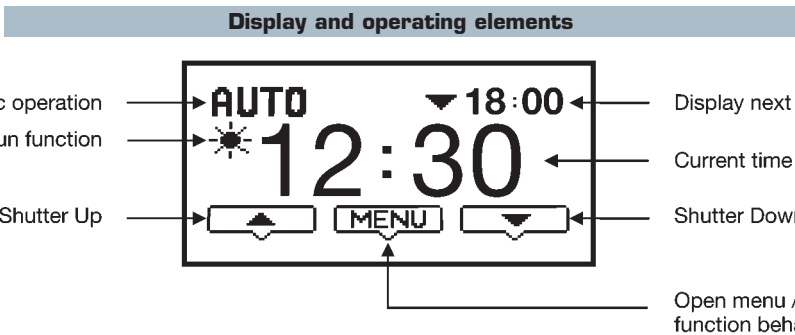 Display and operating elements
c operation
AUTO
18:00
Display next
un function
12:30
Current time
Shutter Up
MENU
Shutter Down
Open menu /
function beha